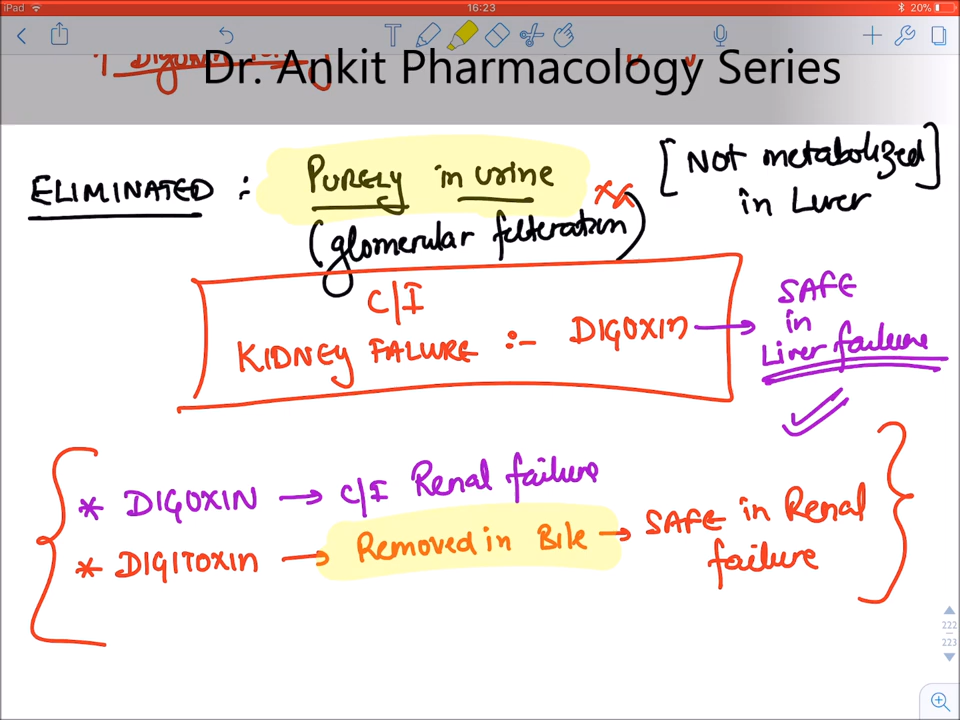 iPad
16:23
20%
T
Dr. Ankit Pharmacology Series
ELIMINATED :- PURELY in urine
[NOT metabolized]
in Liver
(glomerular filteration)
C/I
KIDNEY FALURE :- DIGOXIN
SAFE
in
Liver failure
* DIGOXIN → C/I Renal failure
* DIGITOXIN → Removed in Bile → SAFE in Renal
failure
222
223